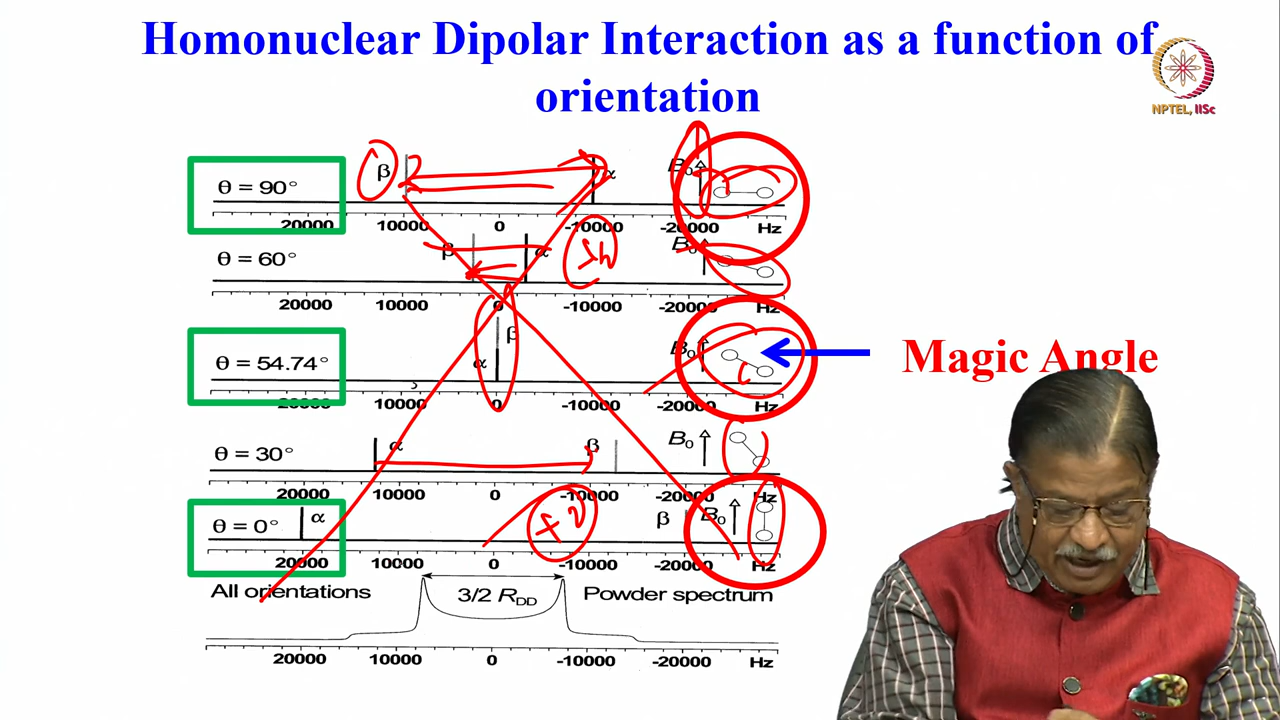 Homonuclear Dipolar Interaction as a function of
orientation
NPTEL, IISc
θ = 90°
β
α
B₀
20000 10000 0 -10000 -20000 Hz
θ = 60°
β
α
B₀
20000 10000 0 -10000 -20000 Hz
θ = 54.74°
α
β
B₀
20000 10000 0 -10000 -20000 Hz
Magic Angle
θ = 30°
α
β
B₀
20000 10000 0 -10000 -20000 Hz
θ = 0°
α
β
B₀
20000 10000 0 -10000 -20000 Hz
All orientations
3/2 R_DD
Powder spectrum
20000 10000 0 -10000 -20000 Hz